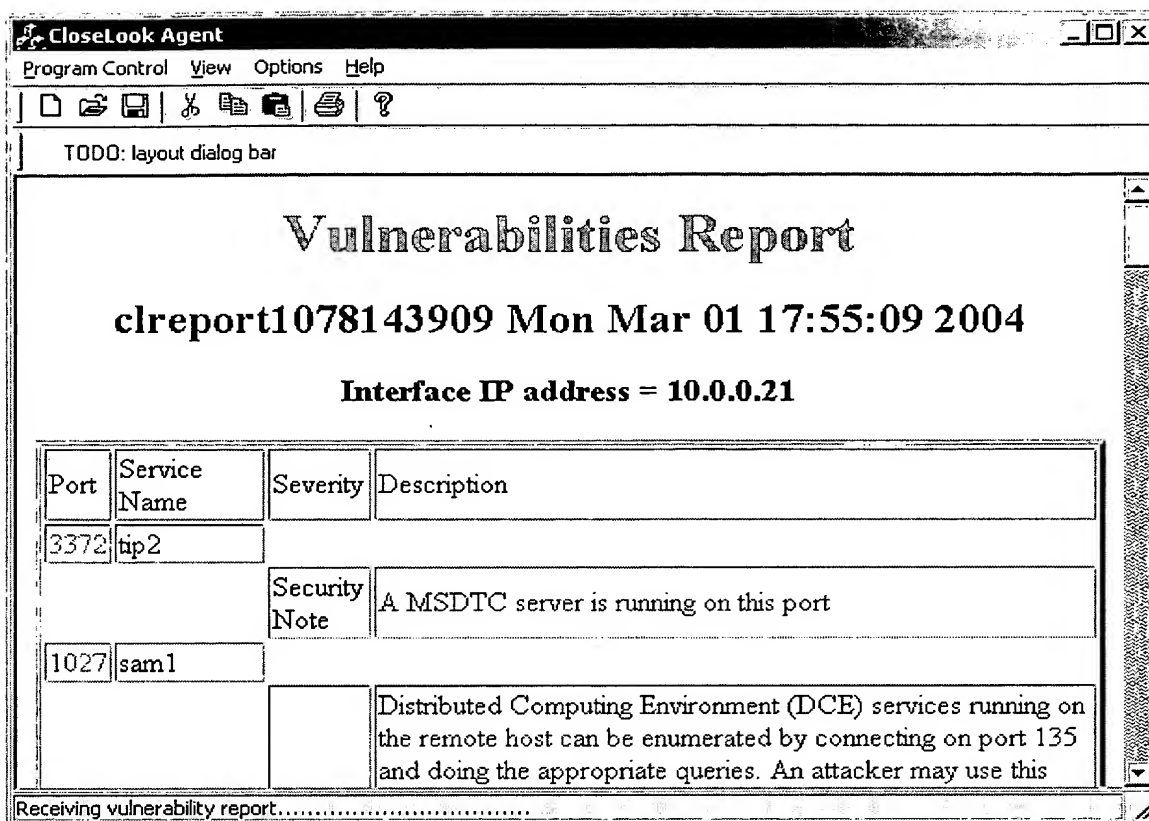 CloseLook Agent
Program Control View Options Help
TODO: layout dialog bar
Vulnerabilities Report
clreport1078143909 Mon Mar 01 17:55:09 2004
Interface IP address = 10.0.0.21
Port Service Name Severity Description
3372 tip2
Security Note A MSDTC server is running on this port
1027 sam1
Distributed Computing Environment (DCE) services running on
the remote host can be enumerated by connecting on port 135
and doing the appropriate queries. An attacker may use this
Receiving vulnerability report..................................